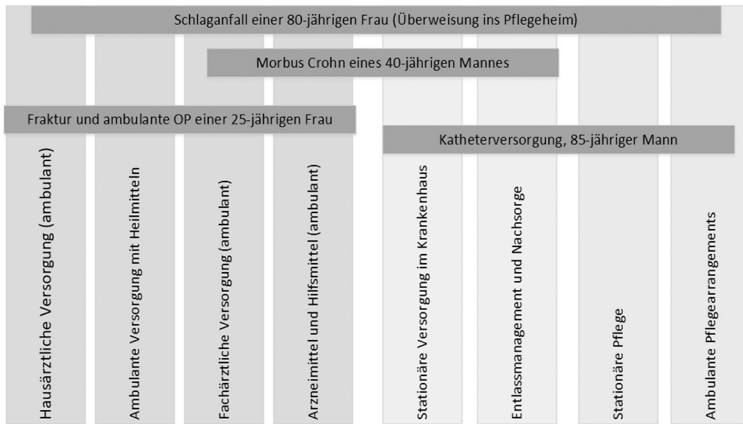 Schlaganfall einer 80-jährigen Frau (Überweisung ins Pflegeheim)
Morbus Crohn eines 40-jährigen Mannes
Fraktur und ambulante OP einer 25-jährigen Frau
Katheterversorgung, 85-jähriger Mann
Hausärztliche Versorgung (ambulant)
Ambulante Versorgung mit Heilmitteln
Fachärztliche Versorgung (ambulant)
Arzneimittel und Hilfsmittel (ambulant)
Stationäre Versorgung im Krankenhaus
Entlassmanagement und Nachsorge
Stationäre Pflege
Ambulante Pflegearrangements